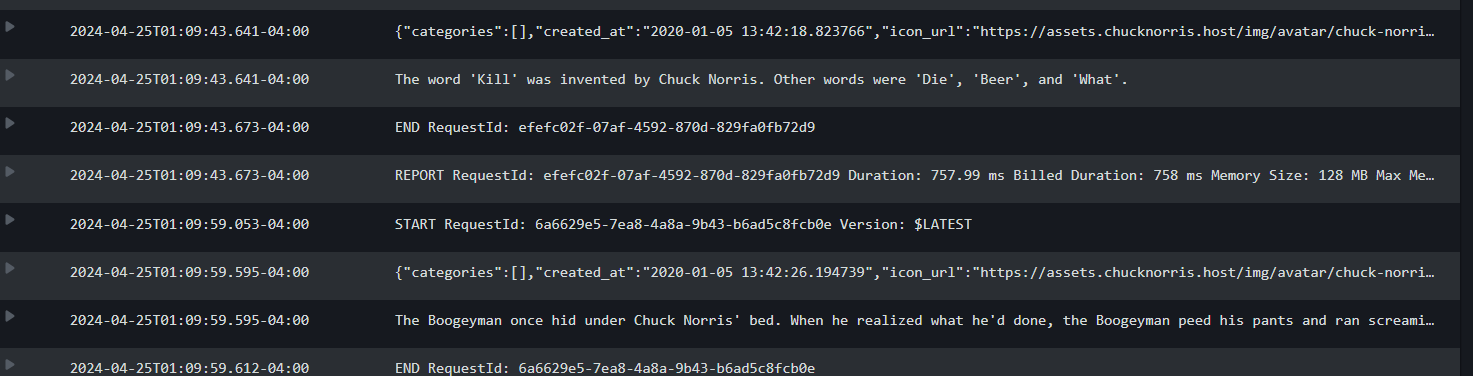 2024-04-25T01:09:43.641-04:00 {"categories":[],"created_at":"2020-01-05 13:42:18.823766","icon_url":"https://assets.chucknorris.host/img/avatar/chuck-norri…
2024-04-25T01:09:43.641-04:00 The word 'Kill' was invented by Chuck Norris. Other words were 'Die', 'Beer', and 'What'.
2024-04-25T01:09:43.673-04:00 END RequestId: efefc02f-07af-4592-870d-829fa0fb72d9
2024-04-25T01:09:43.673-04:00 REPORT RequestId: efefc02f-07af-4592-870d-829fa0fb72d9 Duration: 757.99 ms Billed Duration: 758 ms Memory Size: 128 MB Max Me…
2024-04-25T01:09:59.053-04:00 START RequestId: 6a6629e5-7ea8-4a8a-9b43-b6ad5c8fcb0e Version: $LATEST
2024-04-25T01:09:59.595-04:00 {"categories":[],"created_at":"2020-01-05 13:42:26.194739","icon_url":"https://assets.chucknorris.host/img/avatar/chuck-norri…
2024-04-25T01:09:59.595-04:00 The Boogeyman once hid under Chuck Norris' bed. When he realized what he'd done, the Boogeyman peed his pants and ran screami…
2024-04-25T01:09:59.612-04:00 END RequestId: 6a6629e5-7ea8-4a8a-9b43-b6ad5c8fcb0e